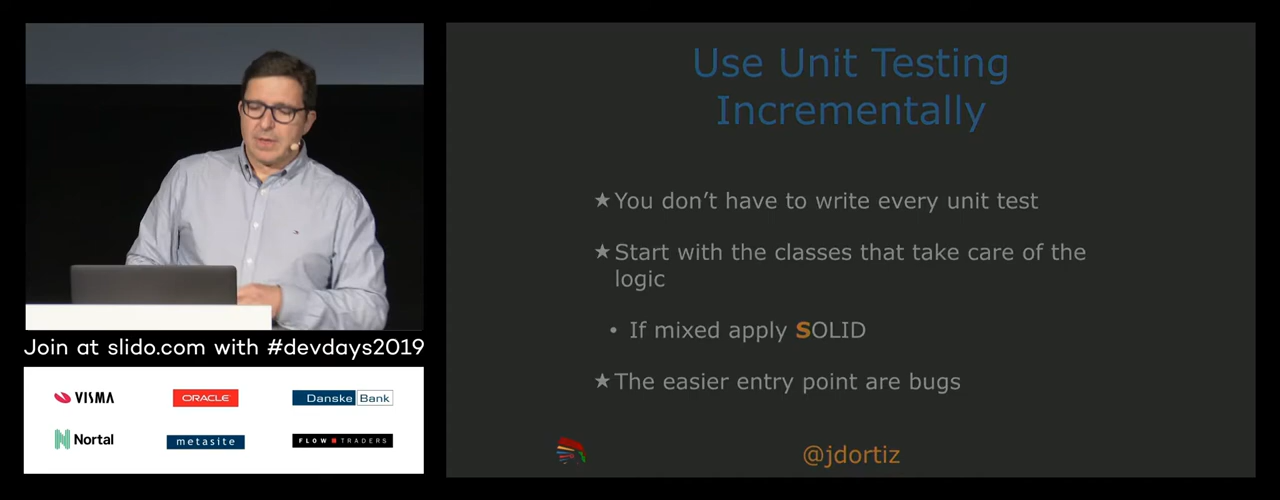 Use Unit Testing
Incrementally
★You don't have to write every unit test
★Start with the classes that take care of the
logic
• If mixed apply SOLID
★The easier entry point are bugs
@jdortiz
Join at slido.com with #devdays2019
VISMA
ORACLE
Danske Bank
Nortal
metasite
FLOW TRADERS